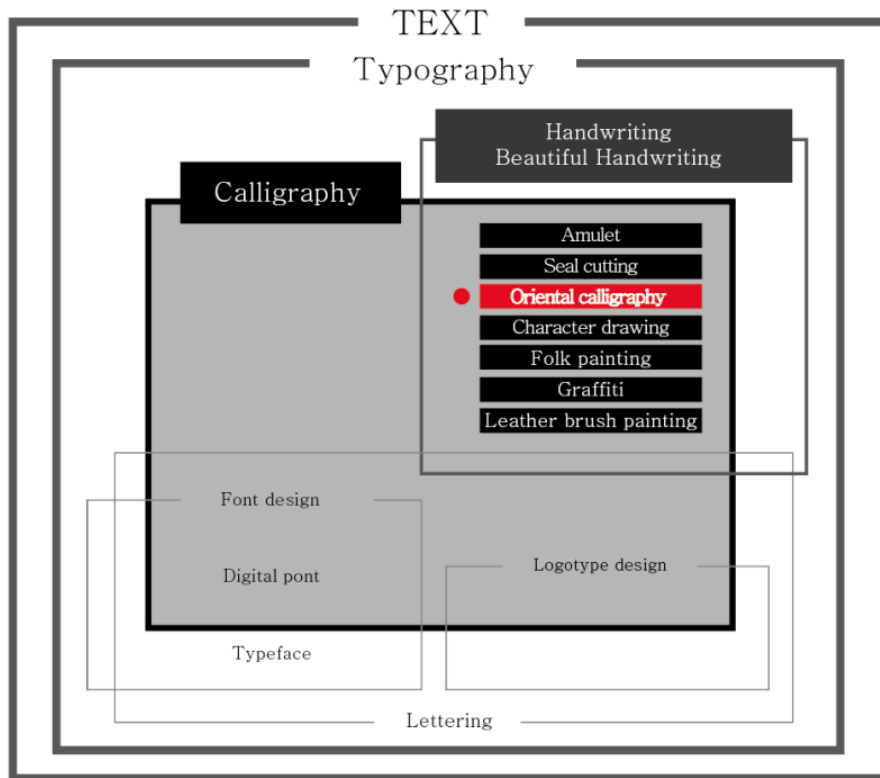 TEXT
Typography
Handwriting
Beautiful Handwriting
Calligraphy
Amulet
Seal cutting
Oriental calligraphy
Character drawing
Folk painting
Graffiti
Leather brush painting
Font design
Digital pont
Logotype design
Typeface
Lettering